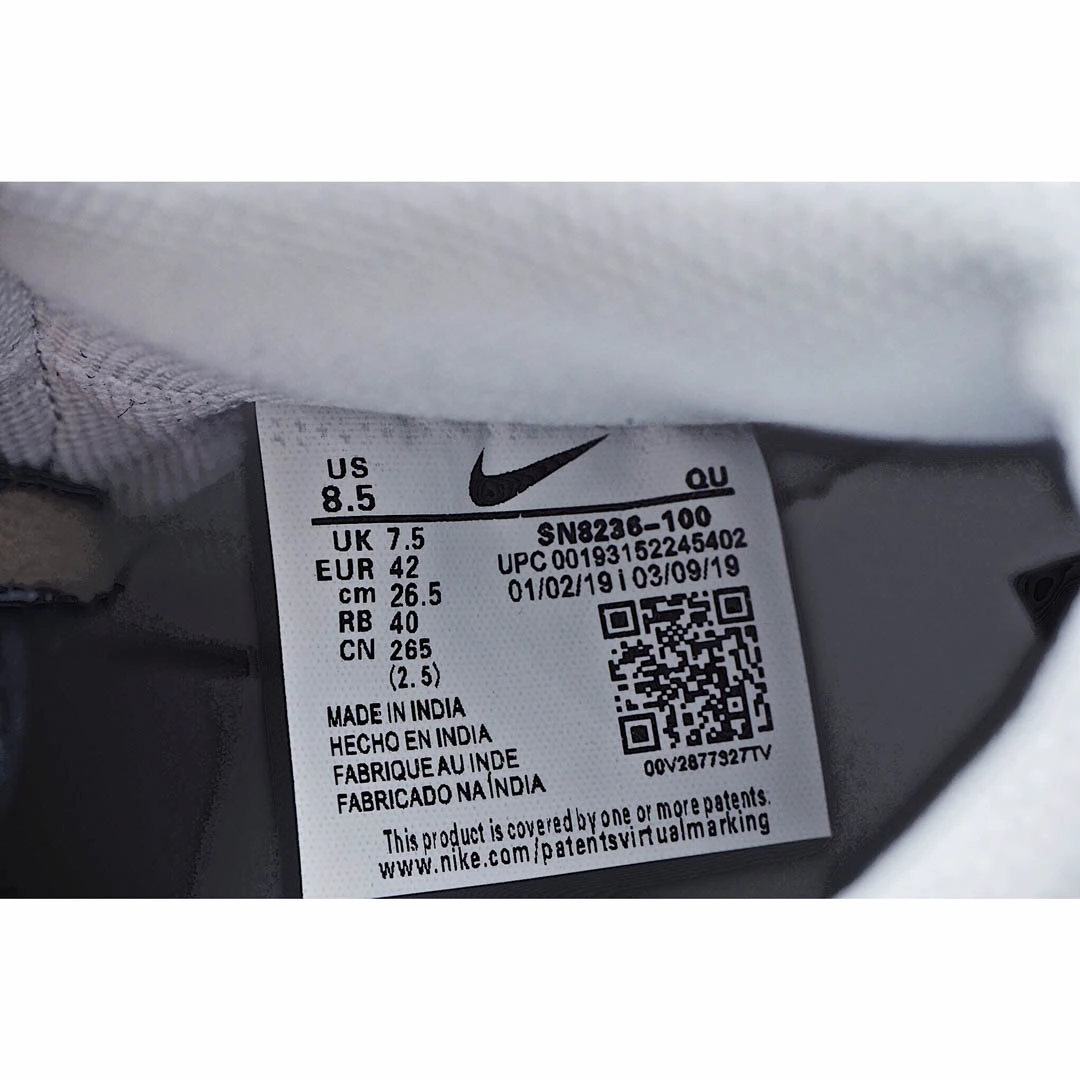 US
8.5
QU
UK 7.5
EUR 42
cm 26.5
RB 40
CN 265
(2.5)
SN8236-100
UPC 00193152245402
01/02/19 i 03/09/19
00V2877927TV
MADE IN INDIA
HECHO EN INDIA
FABRIQUE AU INDE
FABRICADO NA ÍNDIA
This product is covered by one or more patents:
www.nike.com/patentsvirtualmarking